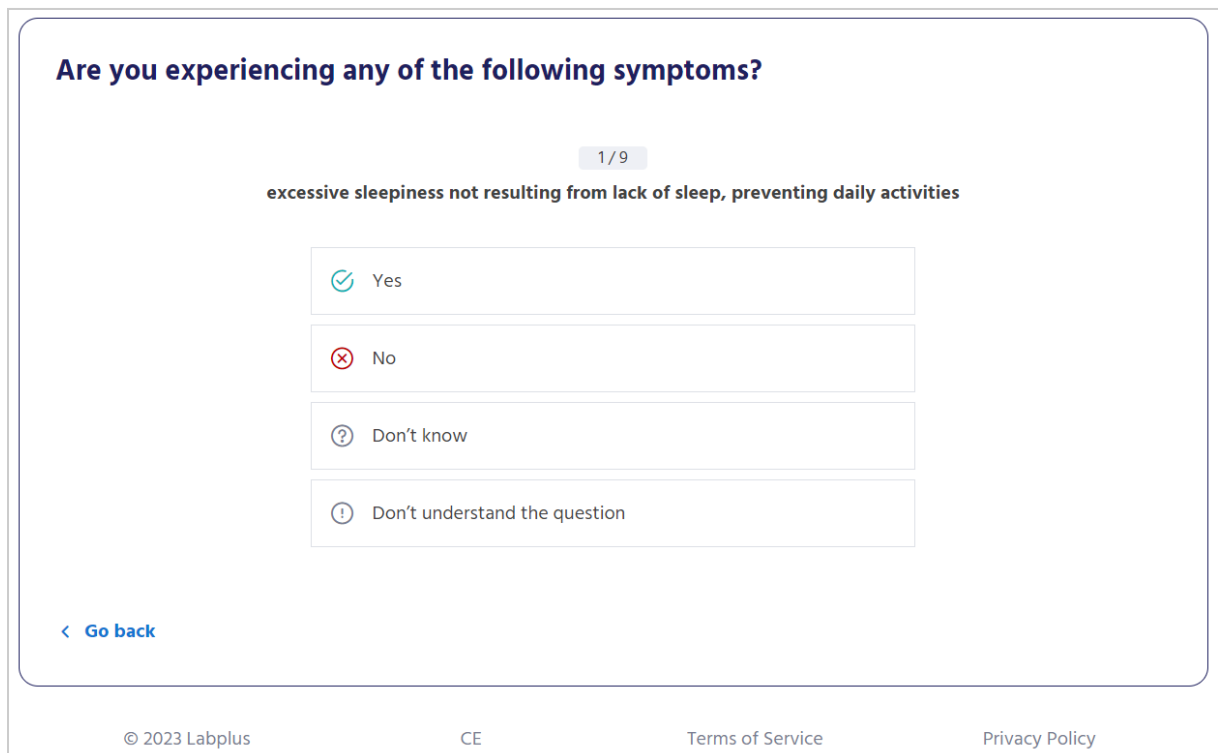 Are you experiencing any of the following symptoms?
1 / 9
excessive sleepiness not resulting from lack of sleep, preventing daily activities
Yes
No
Don’t know
Don’t understand the question
Go back
© 2023 Labplus CE Terms of Service Privacy Policy